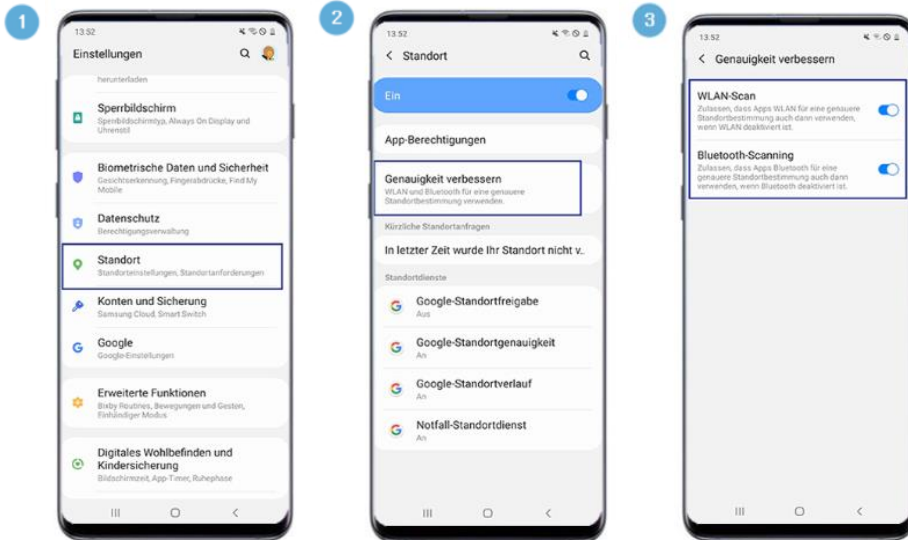 1
13:52
Einstellungen
herunterladen
Sperrbildschirm
Sperrbildschirmtyp, Always On Display und
Uhrenstil
Biometrische Daten und Sicherheit
Gesichtserkennung, Fingerabdrücke, Find My
Mobile
Datenschutz
Berechtigungsverwaltung
Standort
Standorteinstellungen, Standortanforderungen
Konten und Sicherung
Samsung Cloud, Smart Switch
Google
Google-Einstellungen
Erweiterte Funktionen
Bixby Routines, Bewegungen und Gesten,
Einhändiger Modus
Digitales Wohlbefinden und
Kindersicherung
Bildschirmzeit, App-Timer, Ruhephase
2
13:52
Standort
Ein
App-Berechtigungen
Genauigkeit verbessern
WLAN und Bluetooth für eine genauere
Standortbestimmung verwenden.
Kürzliche Standortanfragen
In letzter Zeit wurde Ihr Standort nicht v..
Standortdienste
Google-Standortfreigabe
Aus
Google-Standortgenauigkeit
An
Google-Standortverlauf
An
Notfall-Standortdienst
An
3
13:52
Genauigkeit verbessern
WLAN-Scan
Zulassen, dass Apps WLAN für eine genauere
Standortbestimmung auch dann verwenden,
wenn WLAN deaktiviert ist.
Bluetooth-Scanning
Zulassen, dass Apps Bluetooth für eine
genauere Standortbestimmung auch dann
verwenden, wenn Bluetooth deaktiviert ist.